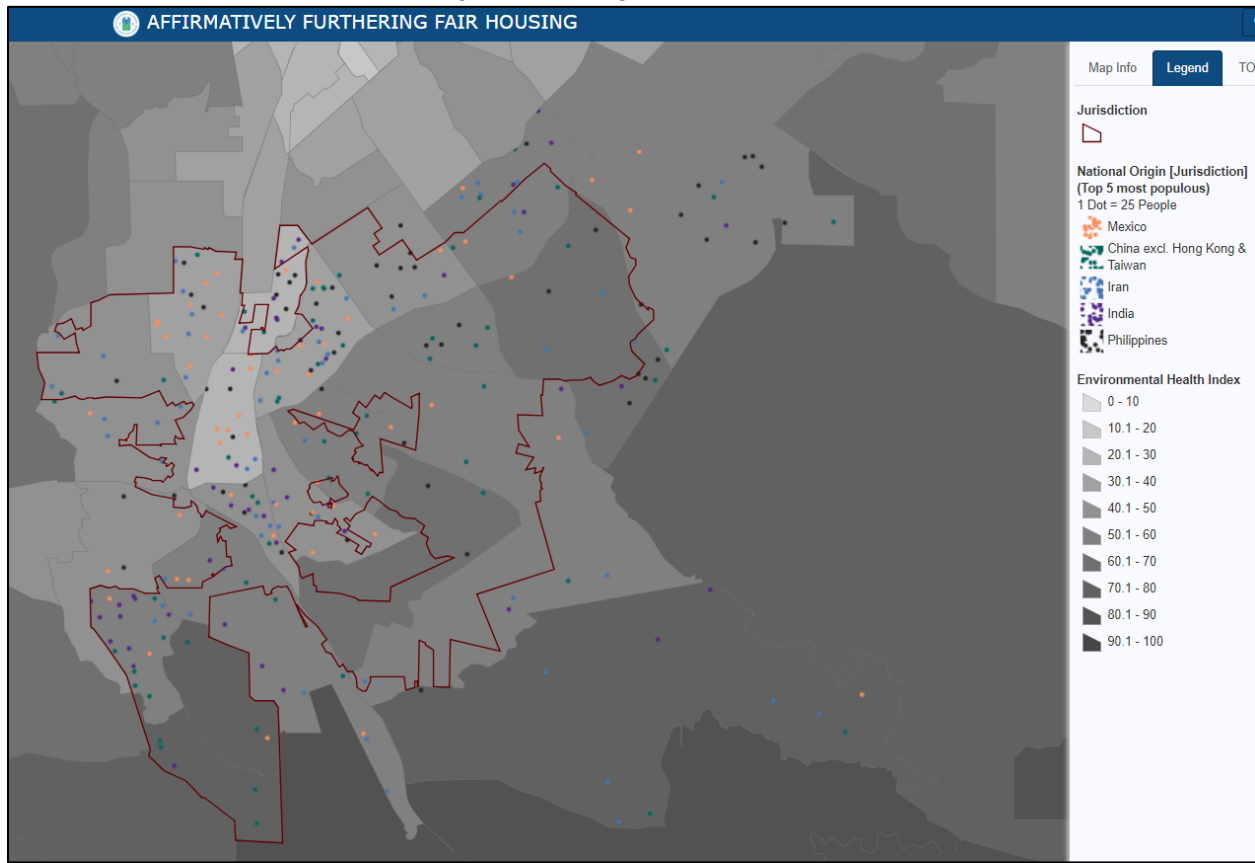 AFFIRMATIVELY FURTHERING FAIR HOUSING
Map Info Legend TO
Jurisdiction
National Origin [Jurisdiction]
(Top 5 most populous)
1 Dot = 25 People
Mexico
China excl. Hong Kong &
Taiwan
Iran
India
Philippines
Environmental Health Index
0 - 10
10.1 - 20
20.1 - 30
30.1 - 40
40.1 - 50
50.1 - 60
60.1 - 70
70.1 - 80
80.1 - 90
90.1 - 100